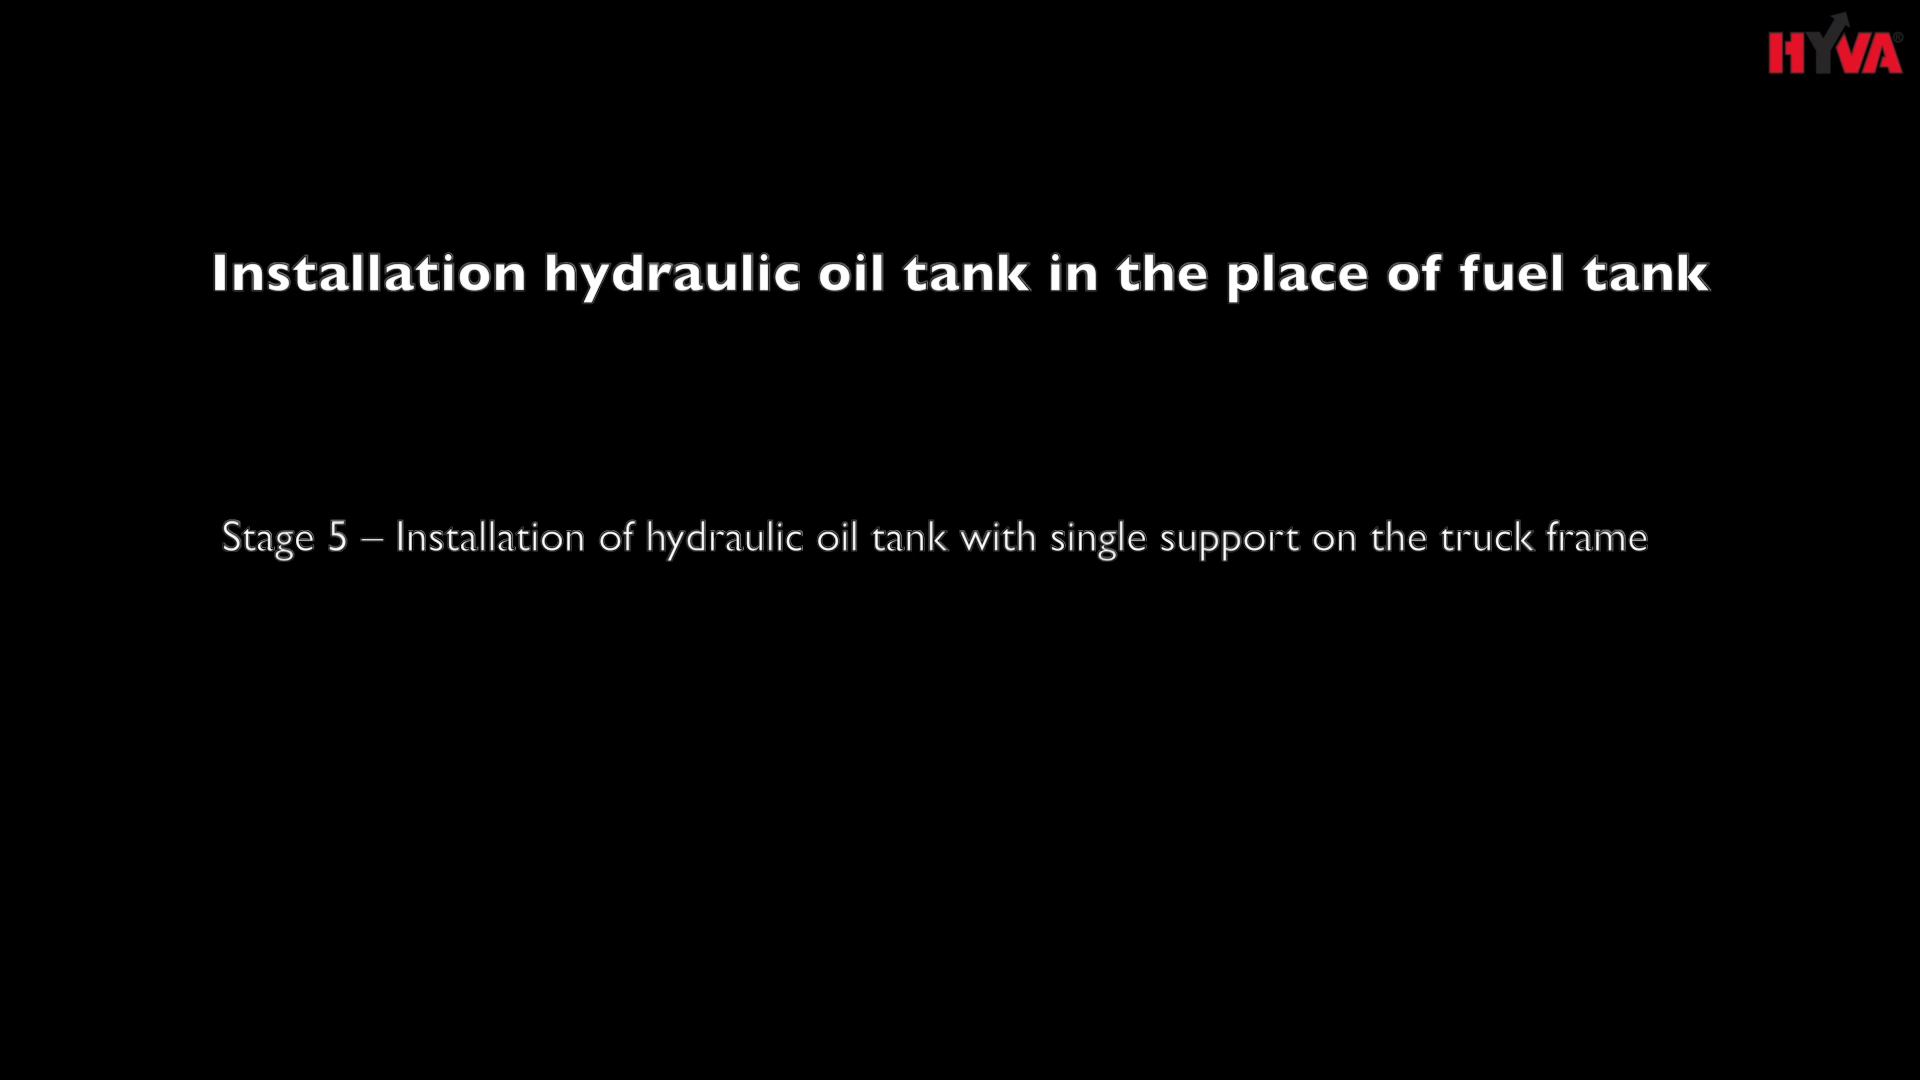 HYVA®
Installation hydraulic oil tank in the place of fuel tank
Stage 5 – Installation of hydraulic oil tank with single support on the truck frame